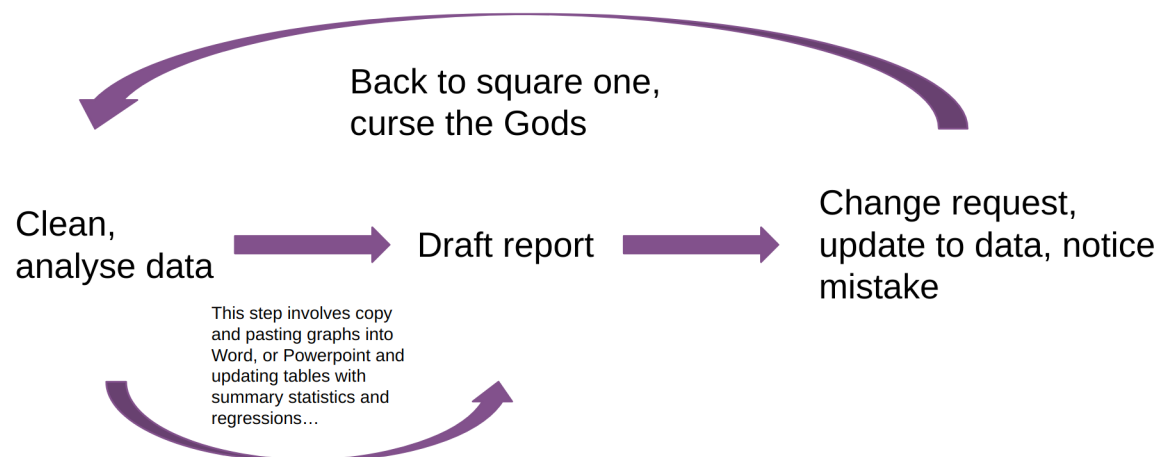 Back to square one,
curse the Gods
Clean,
analyse data
Draft report
Change request,
update to data, notice
mistake
This step involves copy
and pasting graphs into
Word, or Powerpoint and
updating tables with
summary statistics and
regressions…